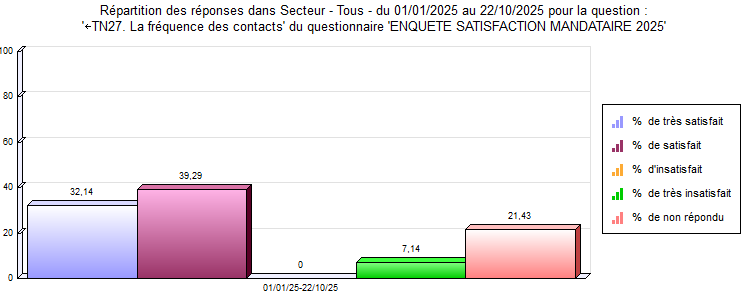 Répartition des réponses dans Secteur - Tous - du 01/01/2025 au 22/10/2025 pour la question :
'←TN27. La fréquence des contacts' du questionnaire 'ENQUETE SATISFACTION MANDATAIRE 2025'
100
80
60
40
20
0
32,14
39,29
0
7,14
21,43
01/01/25-22/10/25
% de très satisfait
% de satisfait
% d'insatisfait
% de très insatisfait
% de non répondu